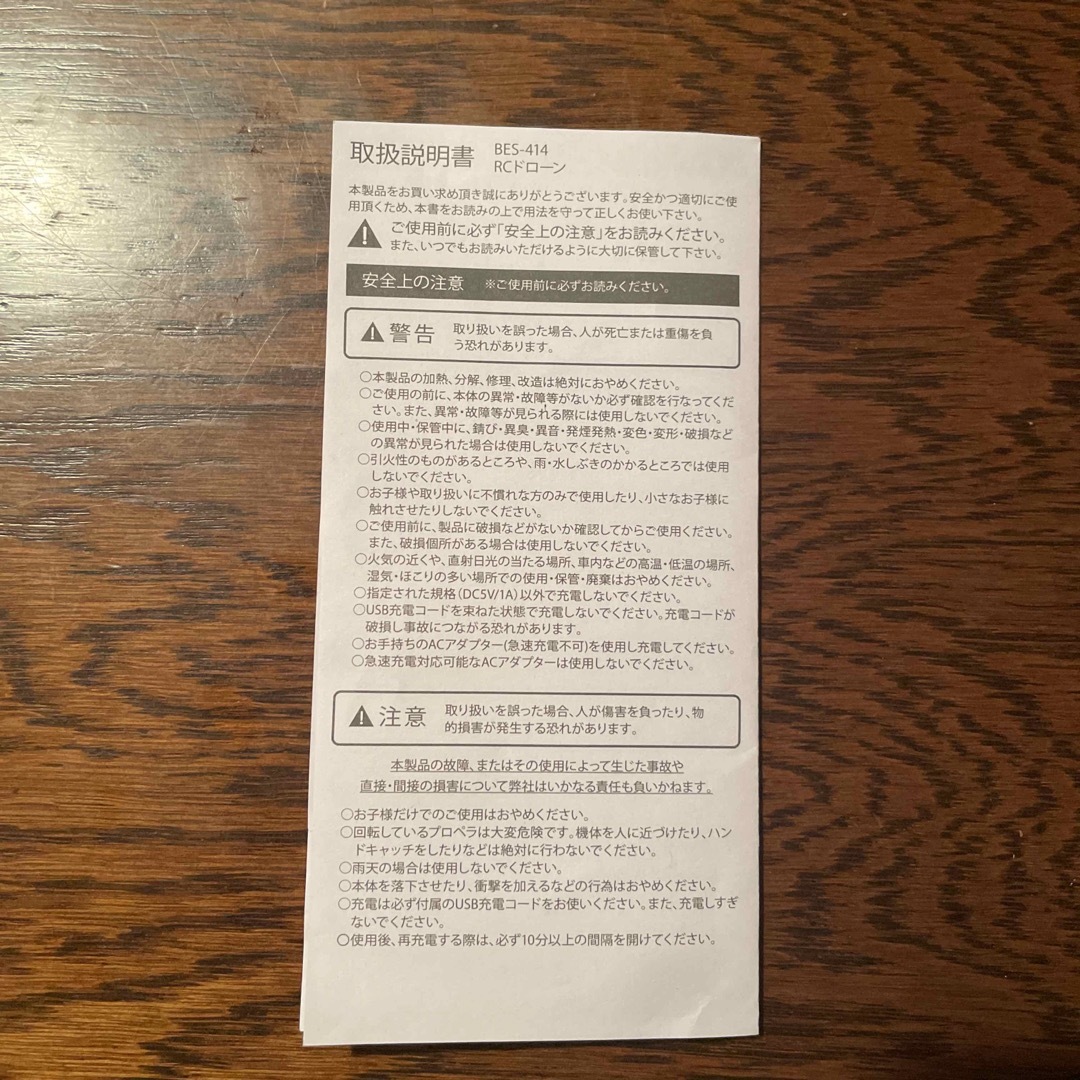 取扱説明書 BES-414
RCドローン
本製品をお買い求め頂き誠にありがとうございます。安全かつ適切にご使
用頂くため、本書をお読みの上で用法を守って正しくお使い下さい。
ご使用前に必ず「安全上の注意」をお読みください。
また、いつでもお読みいただけるように大切に保管して下さい。
安全上の注意 ※ご使用前に必ずお読みください。
警告 取り扱いを誤った場合、人が死亡または重傷を負
う恐れがあります。
○本製品の加熱、分解、修理、改造は絶対におやめください。
○ご使用の前に、本体の異常・故障等がないか必ず確認を行なってくだ
さい。また、異常・故障等が見られる際には使用しないでください。
○使用中・保管中に、錆び・異臭・異音・発煙発熱・変色・変形・破損など
の異常が見られた場合は使用しないでください。
○引火性のものがあるところや、雨・水しぶきのかかるところでは使用
しないでください。
○お子様や取り扱いに不慣れな方のみで使用したり、小さなお子様に
触れさせたりしないでください。
○ご使用前に、製品に破損などがないか確認してからご使用ください。
また、破損個所がある場合は使用しないでください。
○火気の近くや、直射日光の当たる場所、車内などの高温・低温の場所、
湿気・ほこりの多い場所での使用・保管・廃棄はおやめください。
○指定された規格(DC5V/1A)以外で充電しないでください。
○USB充電コードを束ねた状態で充電しないでください。充電コードが
破損し事故につながる恐れがあります。
○お手持ちのACアダプター(急速充電不可)を使用し充電してください。
○急速充電対応可能なACアダプターは使用しないでください。
注意 取り扱いを誤った場合、人が傷害を負ったり、物
的損害が発生する恐れがあります。
本製品の故障、またはその使用によって生じた事故や
直接・間接の損害について弊社はいかなる責任も負いかねます。
○お子様だけでのご使用はおやめください。
○回転しているプロペラは大変危険です。機体を人に近づけたり、ハン
ドキャッチをしたりなどは絶対に行わないでください。
○雨天の場合は使用しないでください。
○本体を落下させたり、衝撃を加えるなどの行為はおやめください。
○充電は必ず付属のUSB充電コードをお使いください。また、充電しすぎ
ないでください。
○使用後、再充電する際は、必ず10分以上の間隔を開けてください。